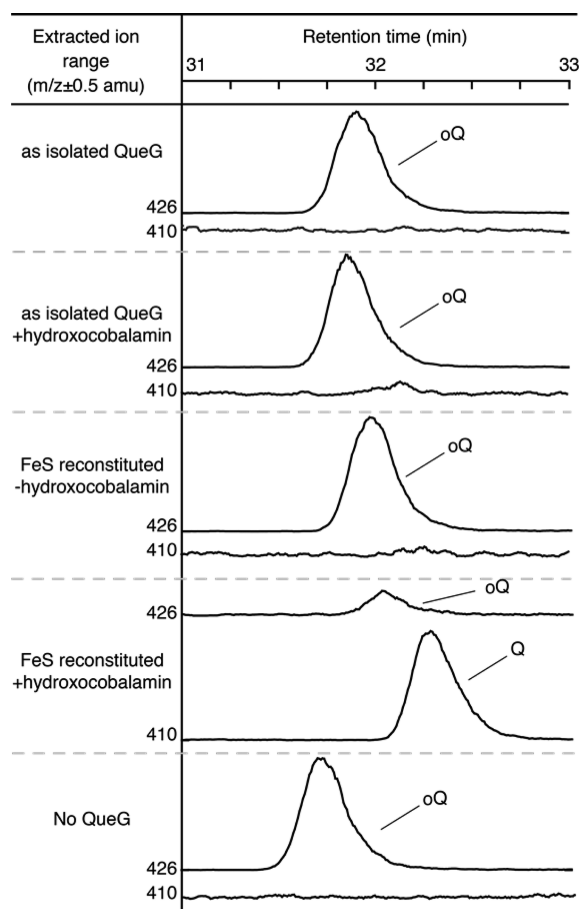 Extracted ion
range
(m/z±0.5 amu)
Retention time (min)
31 32 33
as isolated QueG
oQ
426
410
as isolated QueG
+hydroxocobalamin
oQ
426
410
FeS reconstituted
-hydroxocobalamin
oQ
426
410
oQ
426
FeS reconstituted
+hydroxocobalamin
Q
410
No QueG
oQ
426
410